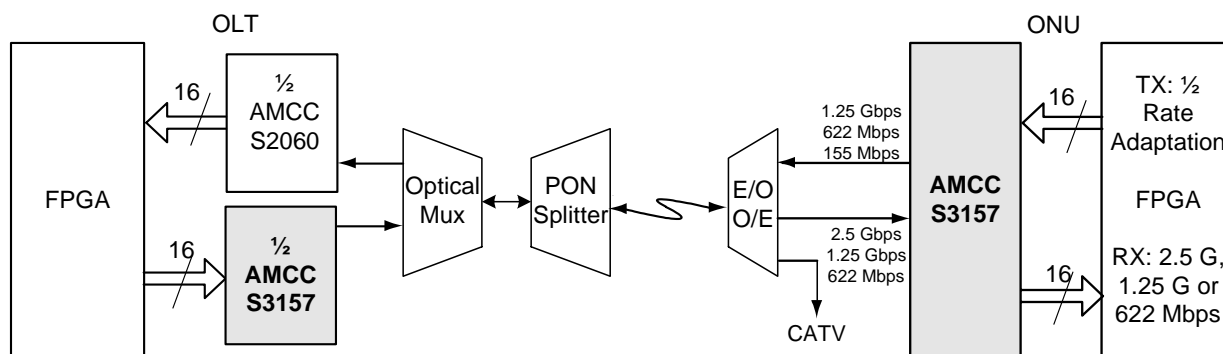 OLT
ONU
FPGA
16
½
AMCC
S2060
16
½
AMCC
S3157
Optical
Mux
PON
Splitter
E/O
O/E
1.25 Gbps
622 Mbps
155 Mbps
2.5 Gbps
1.25 Gbps
622 Mbps
CATV
AMCC
S3157
16
16
TX: ½
Rate
Adaptation
FPGA
RX: 2.5 G,
1.25 G or
622 Mbps